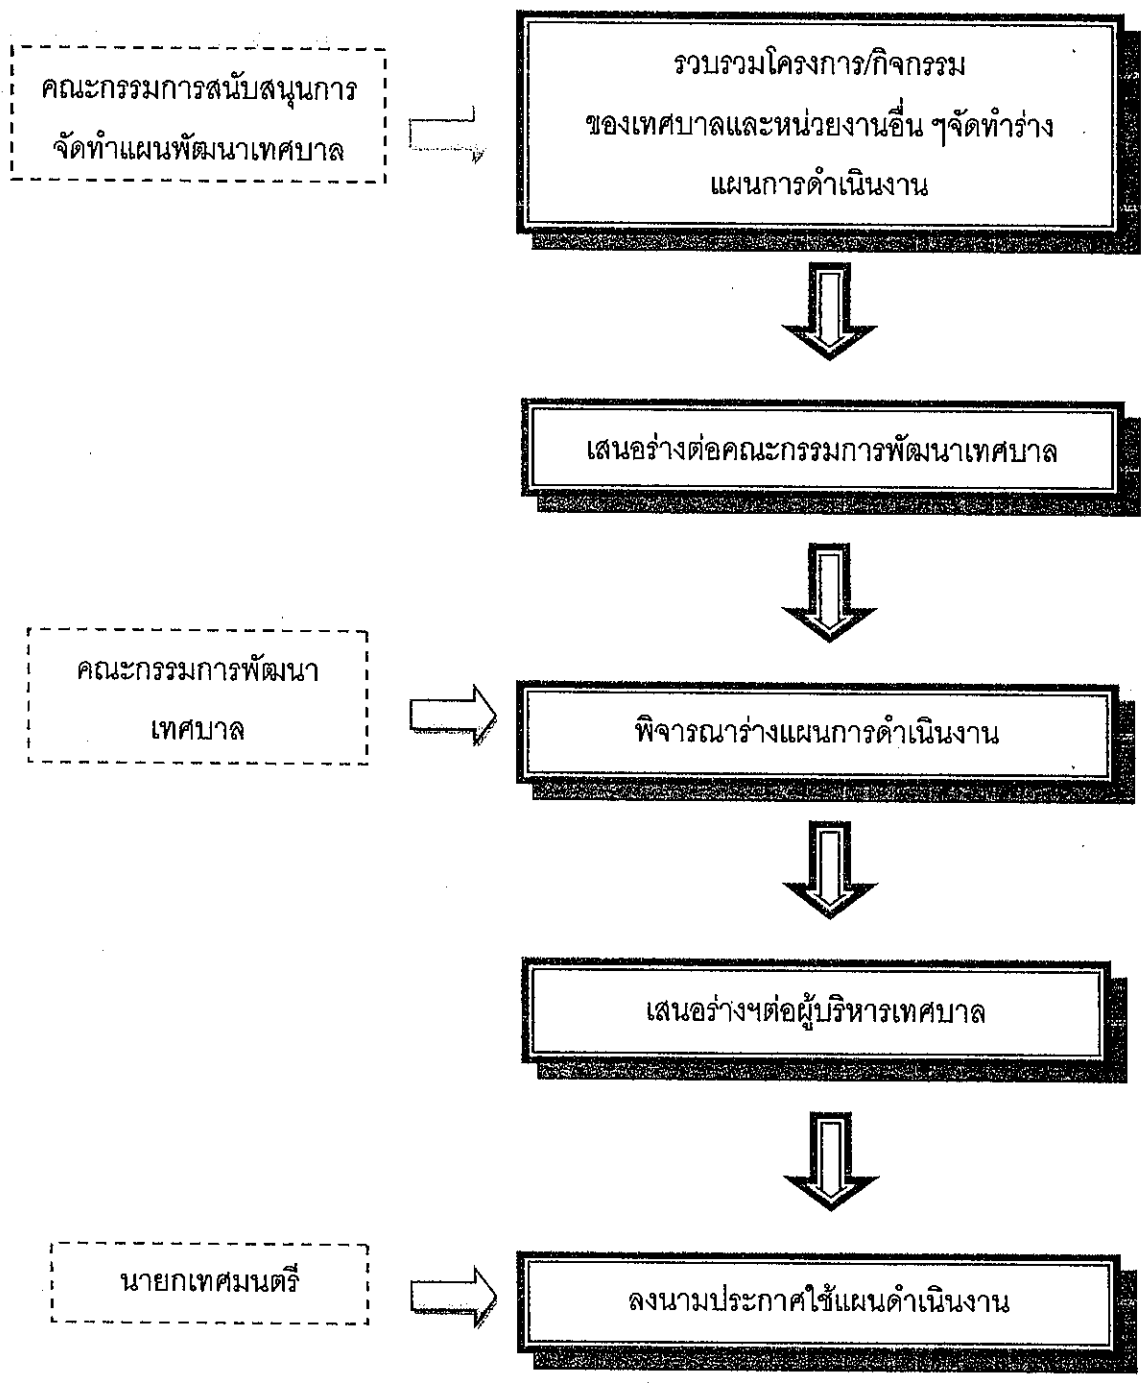 คณะกรรมการสนับสนุนการ
จัดทำแผนพัฒนาเทศบาล
รวบรวมโครงการ/กิจกรรม
ของเทศบาลและหน่วยงานอื่น ๆจัดทำร่าง
แผนการดำเนินงาน
เสนอร่างต่อคณะกรรมการพัฒนาเทศบาล
คณะกรรมการพัฒนา
เทศบาล
พิจารณาร่างแผนการดำเนินงาน
เสนอร่างฯต่อผู้บริหารเทศบาล
นายกเทศมนตรี
ลงนามประกาศใช้แผนดำเนินงาน